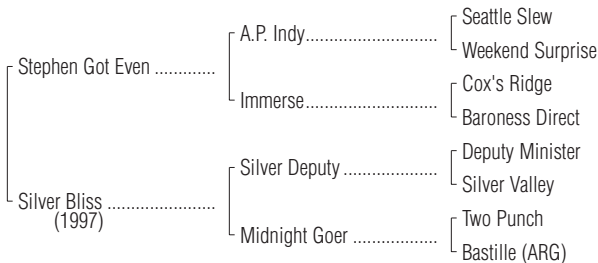 Seattle Slew
A.P. Indy..............................
Weekend Surprise
Stephen Got Even .............
Cox's Ridge
Immerse.............................
Baroness Direct
Deputy Minister
Silver Deputy ....................
Silver Valley
Silver Bliss .......................
(1997)
Two Punch
Midnight Goer ..................
Bastille (ARG)